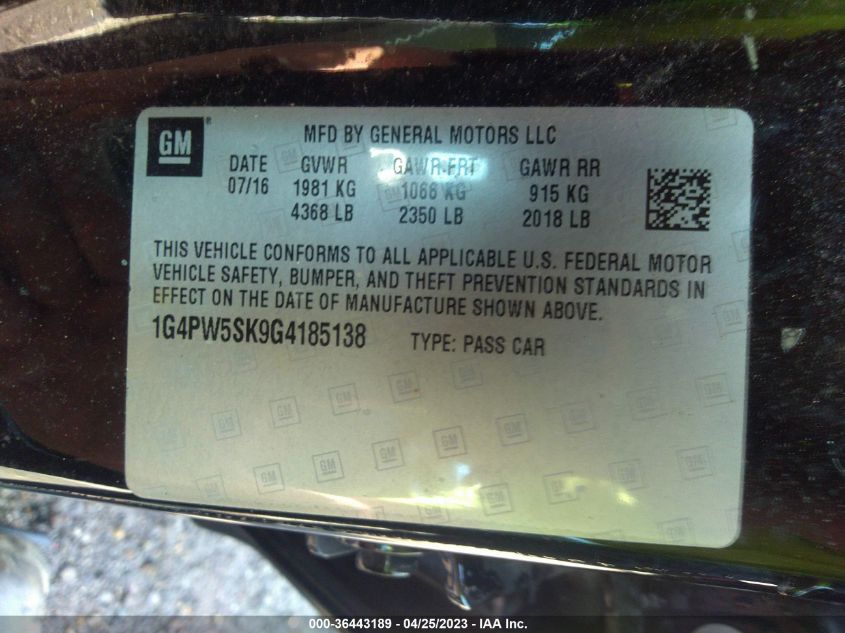 GM ® MFD BY GENERAL MOTORS LLC
DATE GVWR GAWR FRT GAWR RR
07/16 1981 KG 1066 KG 915 KG
4368 LB 2350 LB 2018 LB
THIS VEHICLE CONFORMS TO ALL APPLICABLE U.S. FEDERAL MOTOR
VEHICLE SAFETY, BUMPER, AND THEFT PREVENTION STANDARDS IN
EFFECT ON THE DATE OF MANUFACTURE SHOWN ABOVE.
1G4PW5SK9G4185138 TYPE: PASS CAR
000-36443189 - 04/25/2023 - IAA Inc.